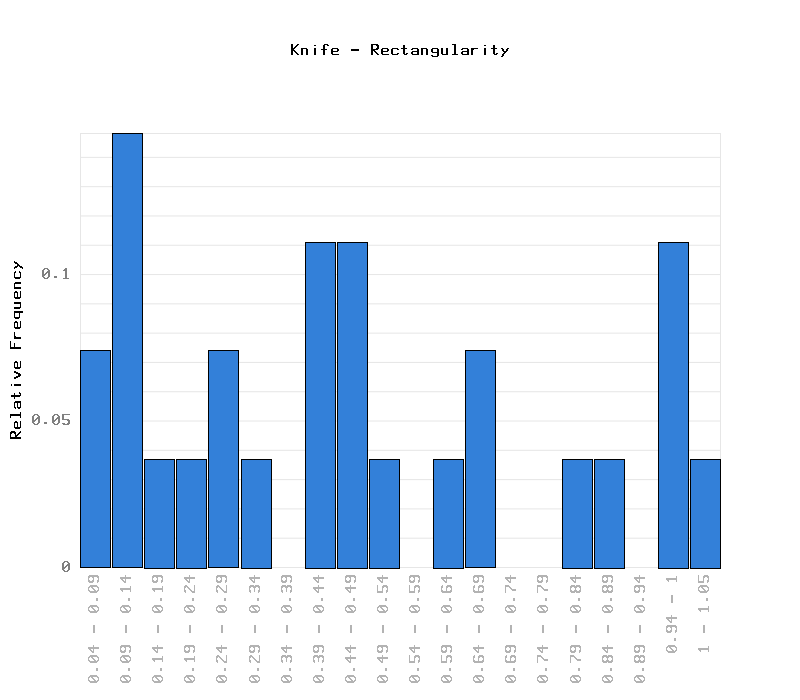 Knife - Rectangularity
Relative Frequency
0.1
0.05
0
0.04 - 0.09
0.09 - 0.14
0.14 - 0.19
0.19 - 0.24
0.24 - 0.29
0.29 - 0.34
0.34 - 0.39
0.39 - 0.44
0.44 - 0.49
0.49 - 0.54
0.54 - 0.59
0.59 - 0.64
0.64 - 0.69
0.69 - 0.74
0.74 - 0.79
0.79 - 0.84
0.84 - 0.89
0.89 - 0.94
0.94 - 1
1 - 1.05